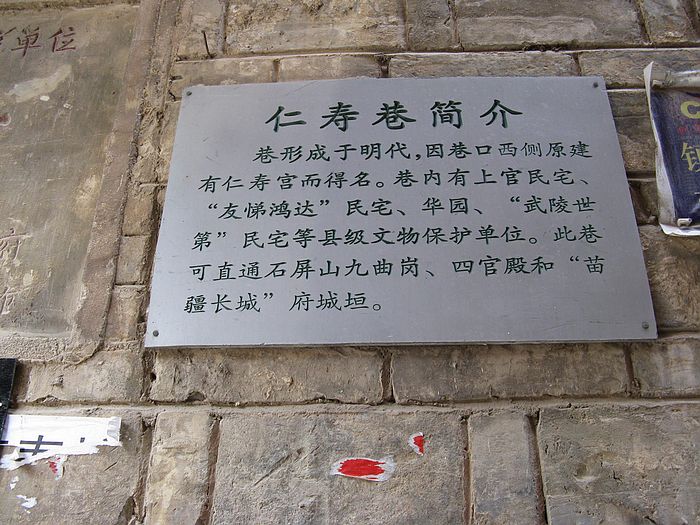 单位
仁寿巷简介
巷形成于明代,因巷口西侧原建
有仁寿宫而得名。巷内有上官民宅、
“友悌鸿达”民宅、华园、“武陵世
第”民宅等县级文物保护单位。此巷
可直通石屏山九曲岗、四官殿和“苗
疆长城”府城垣。